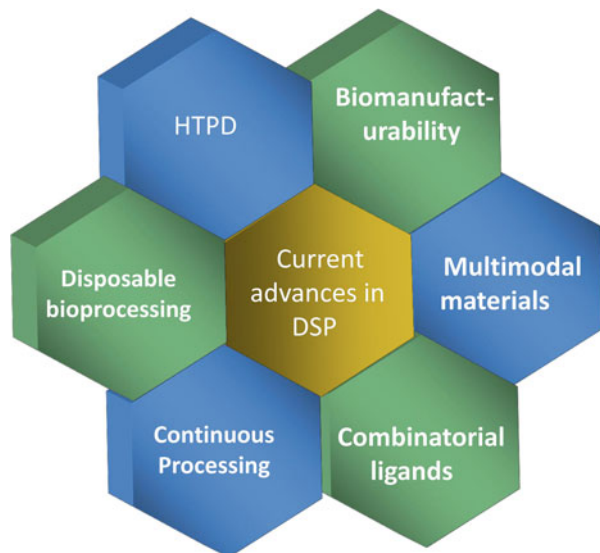 HTPD
Biomanufact-
urability
Disposable
bioprocessing
Current
advances in
DSP
Multimodal
materials
Continuous
Processing
Combinatorial
ligands